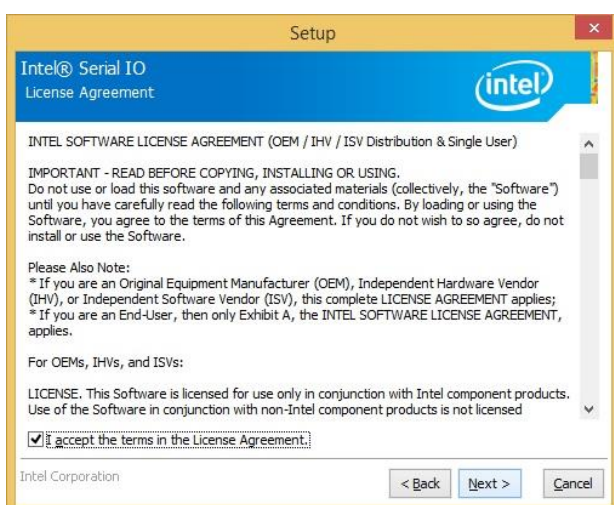 Setup
Intel® Serial IO
License Agreement
intel
INTEL SOFTWARE LICENSE AGREEMENT (OEM / IHV / ISV Distribution & Single User)
IMPORTANT - READ BEFORE COPYING, INSTALLING OR USING.
Do not use or load this software and any associated materials (collectively, the "Software")
until you have carefully read the following terms and conditions. By loading or using the
Software, you agree to the terms of this Agreement. If you do not wish to so agree, do not
install or use the Software.
Please Also Note:
* If you are an Original Equipment Manufacturer (OEM), Independent Hardware Vendor
(IHV), or Independent Software Vendor (ISV), this complete LICENSE AGREEMENT applies;
* If you are an End-User, then only Exhibit A, the INTEL SOFTWARE LICENSE AGREEMENT,
applies.
For OEMs, IHVs, and ISVs:
LICENSE. This Software is licensed for use only in conjunction with Intel component products.
Use of the Software in conjunction with non-Intel component products is not licensed
I accept the terms in the License Agreement.
Intel Corporation
< Back Next > Cancel